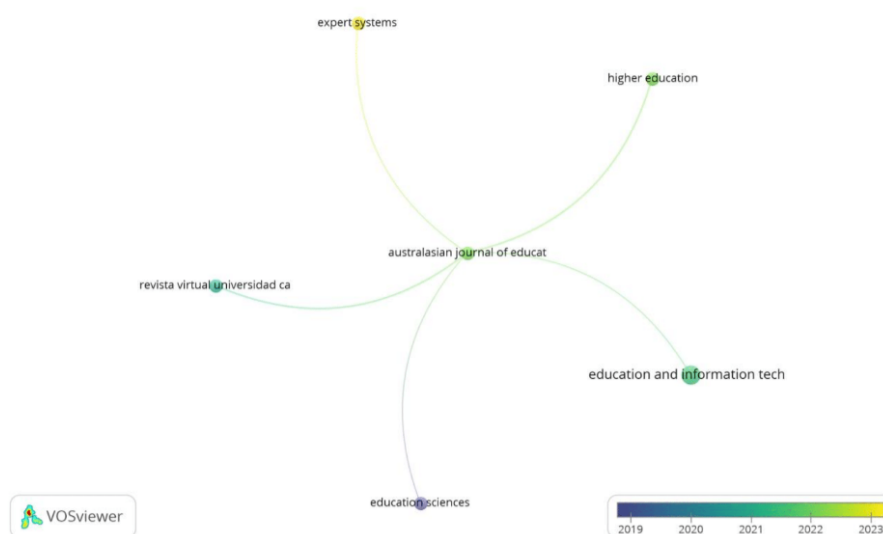 expert systems
higher education
australasian journal of educat
revista virtual universidad ca
education and information tech
education sciences
VOSviewer
2019 2020 2021 2022 2023